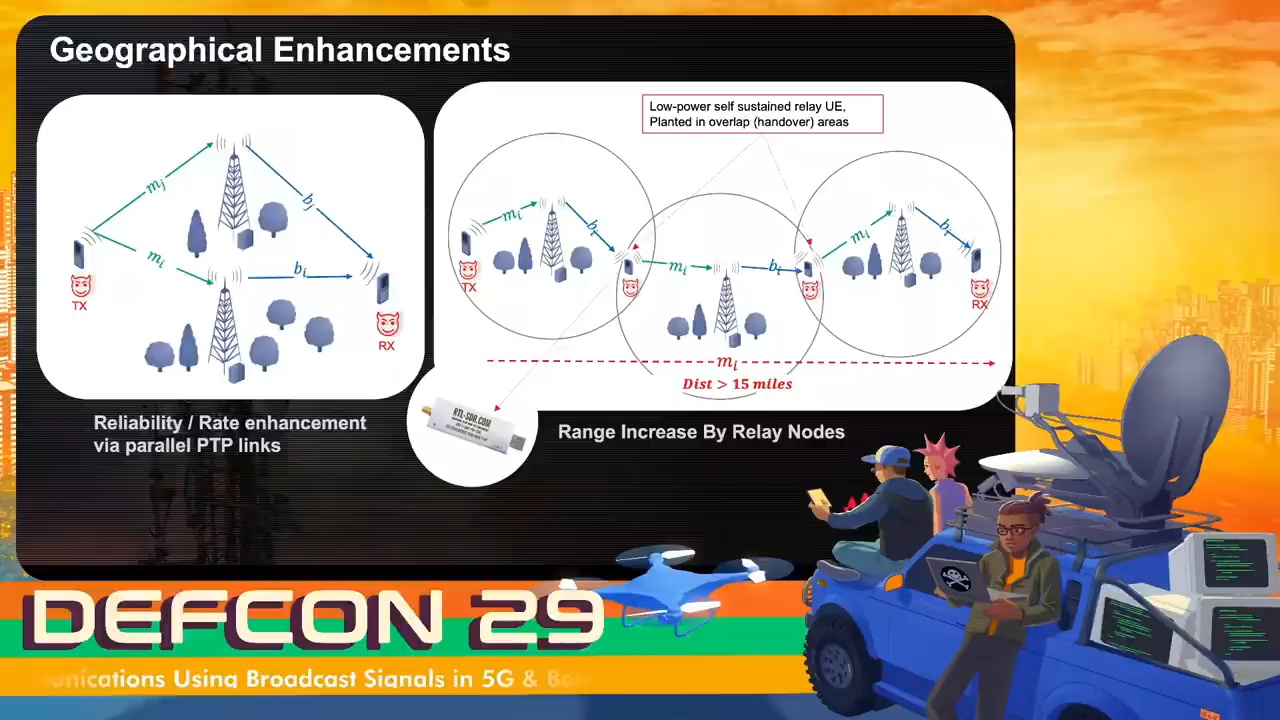 Geographical Enhancements
Low-power self sustained relay UE,
Planted in overlap (handover) areas
m_j
b_j
m_i
b_i
TX
RX
m_i
b_i
m_i
b_i
m_i
b_i
TX
RX
m_i
Dist > 15 miles
RTL-SDR.COM
Reliability / Rate enhancement
via parallel PTP links
Range Increase By Relay Nodes
DEFCON 29
unications Using Broadcast Signals in 5G &